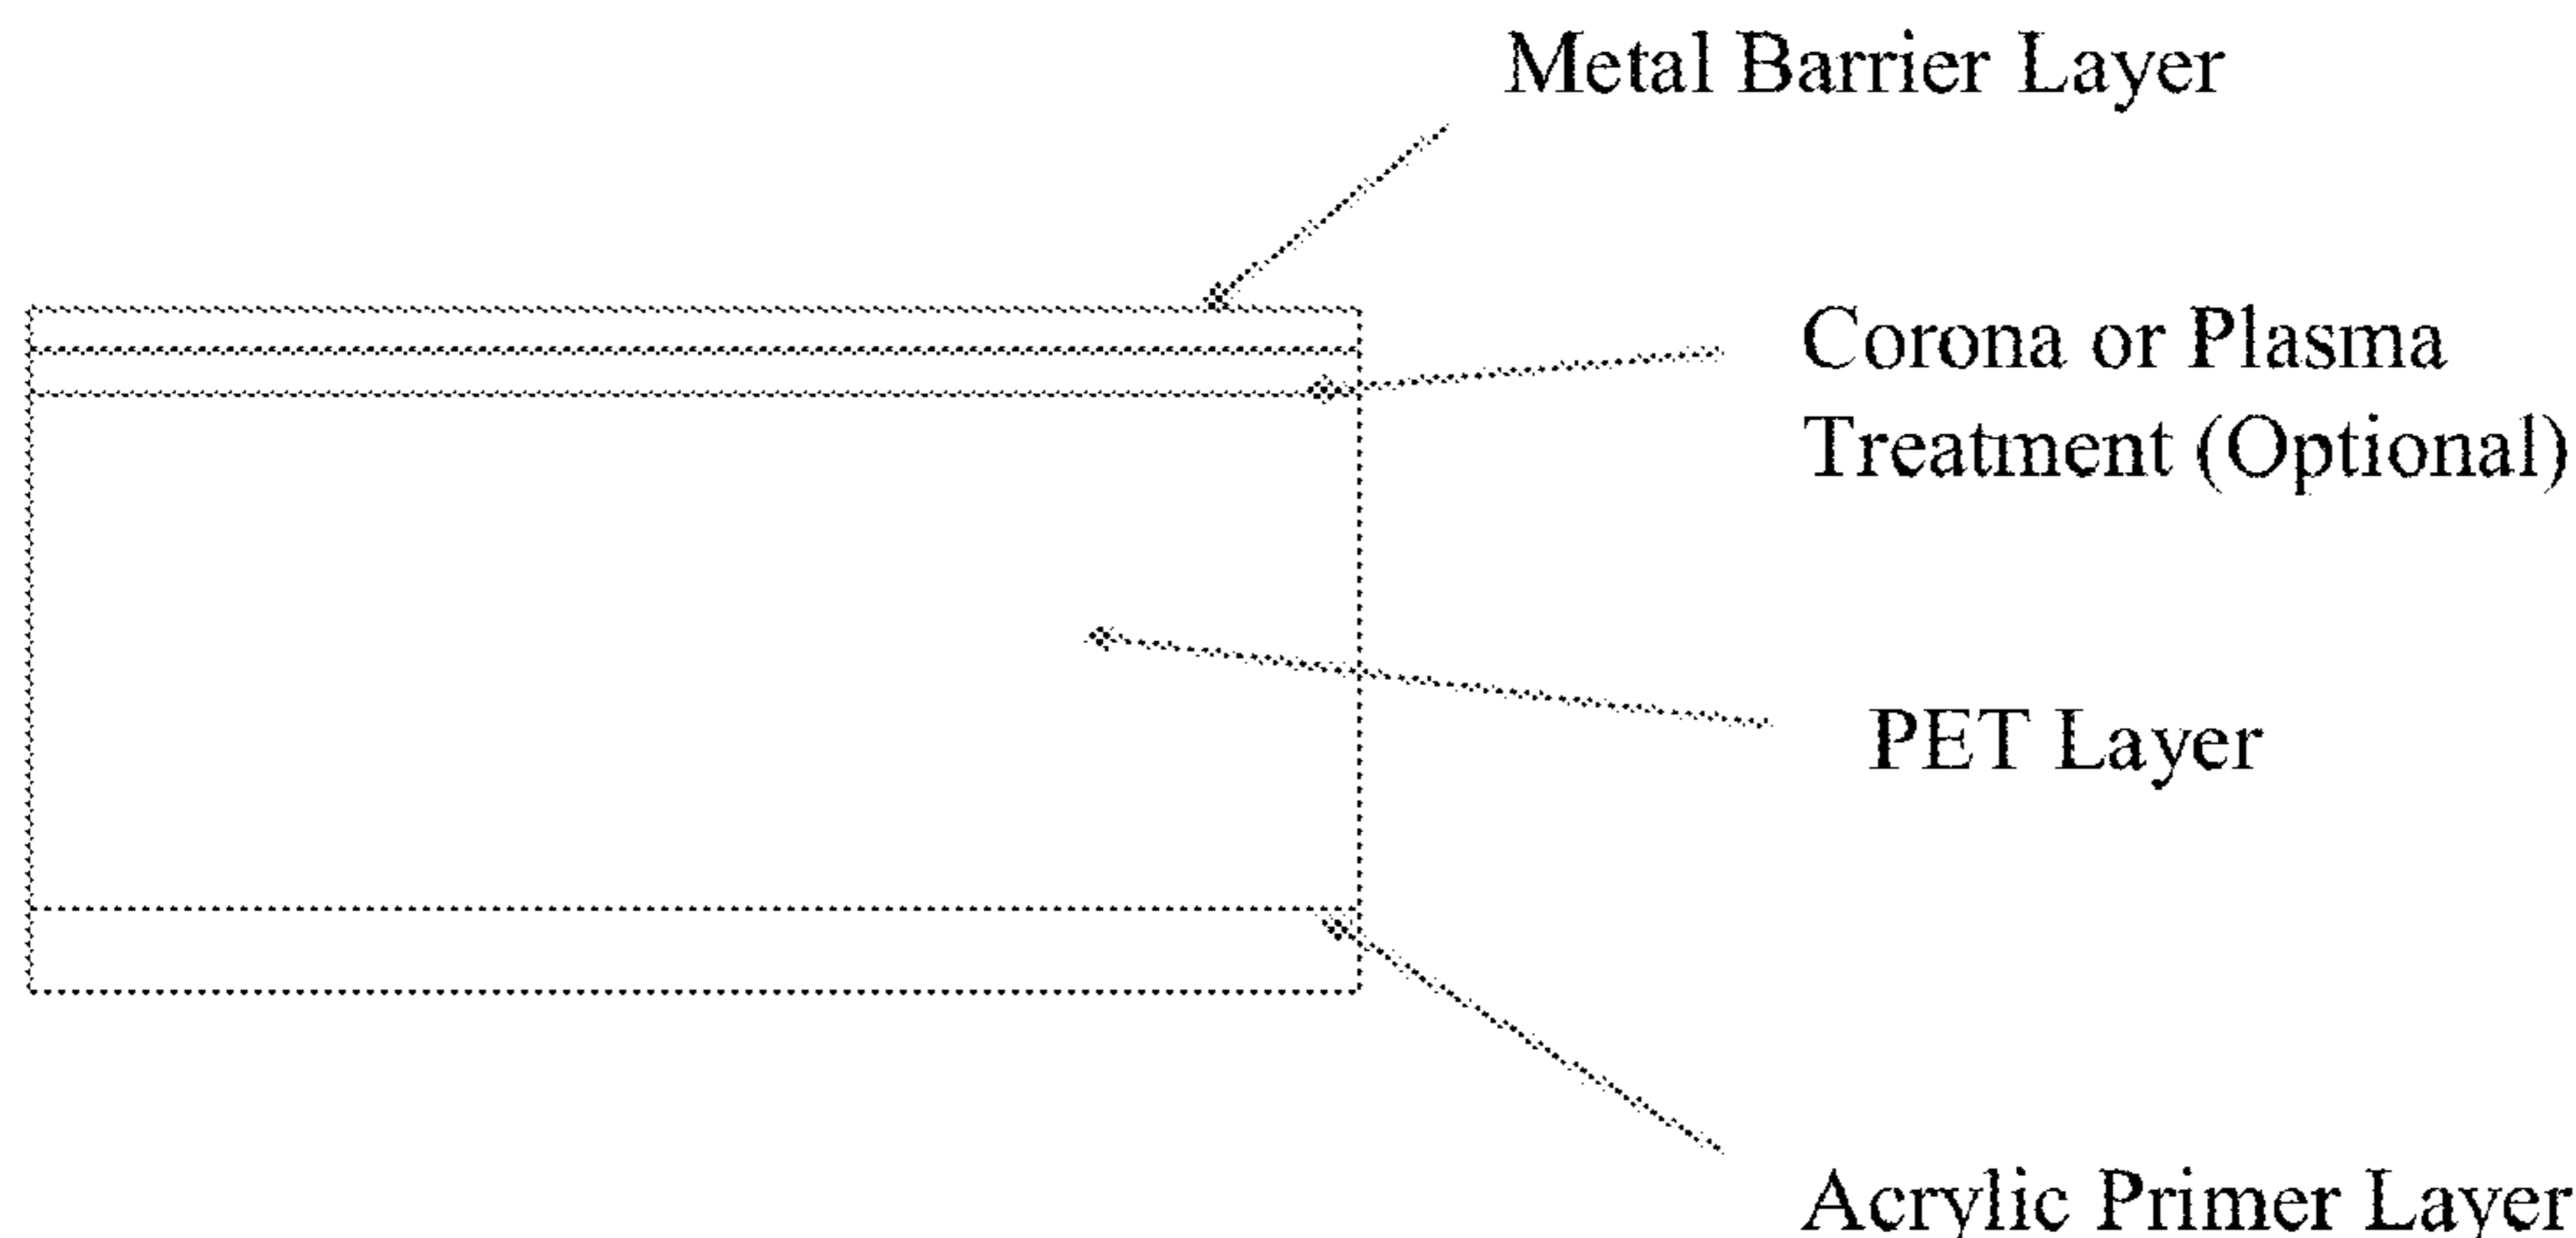 Metal Barrier Layer
Corona or Plasma
Treatment (Optional)
PET Layer
Acrylic Primer Layer